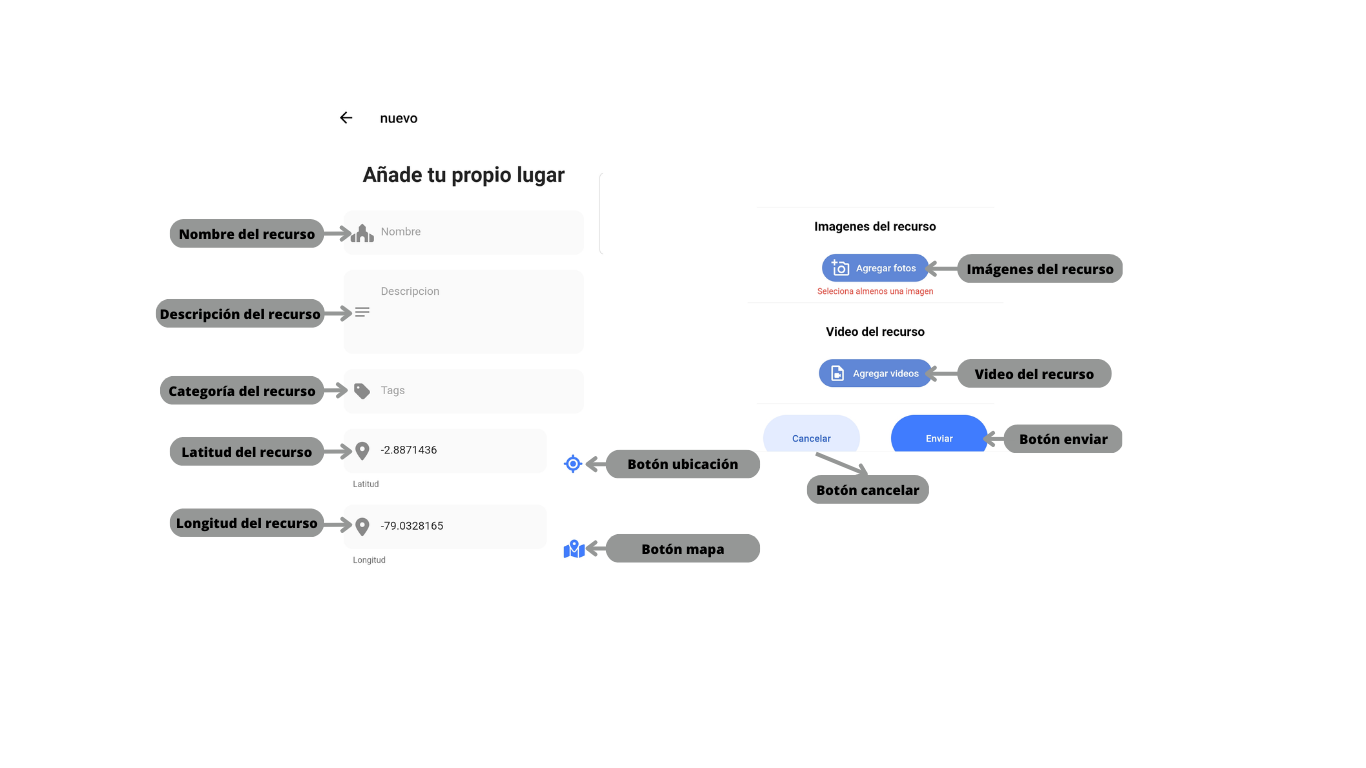 nuevo
Añade tu propio lugar
Nombre del recurso
Nombre
Descripción del recurso
Descripcion
Categoría del recurso
Tags
Latitud del recurso
-2.8871436
Latitud
Botón ubicación
Longitud del recurso
-79.0328165
Longitud
Botón mapa
Imagenes del recurso
Agregar fotos
Imágenes del recurso
Seleciona almenos una imagen
Video del recurso
Agregar videos
Video del recurso
Cancelar
Enviar
Botón enviar
Botón cancelar